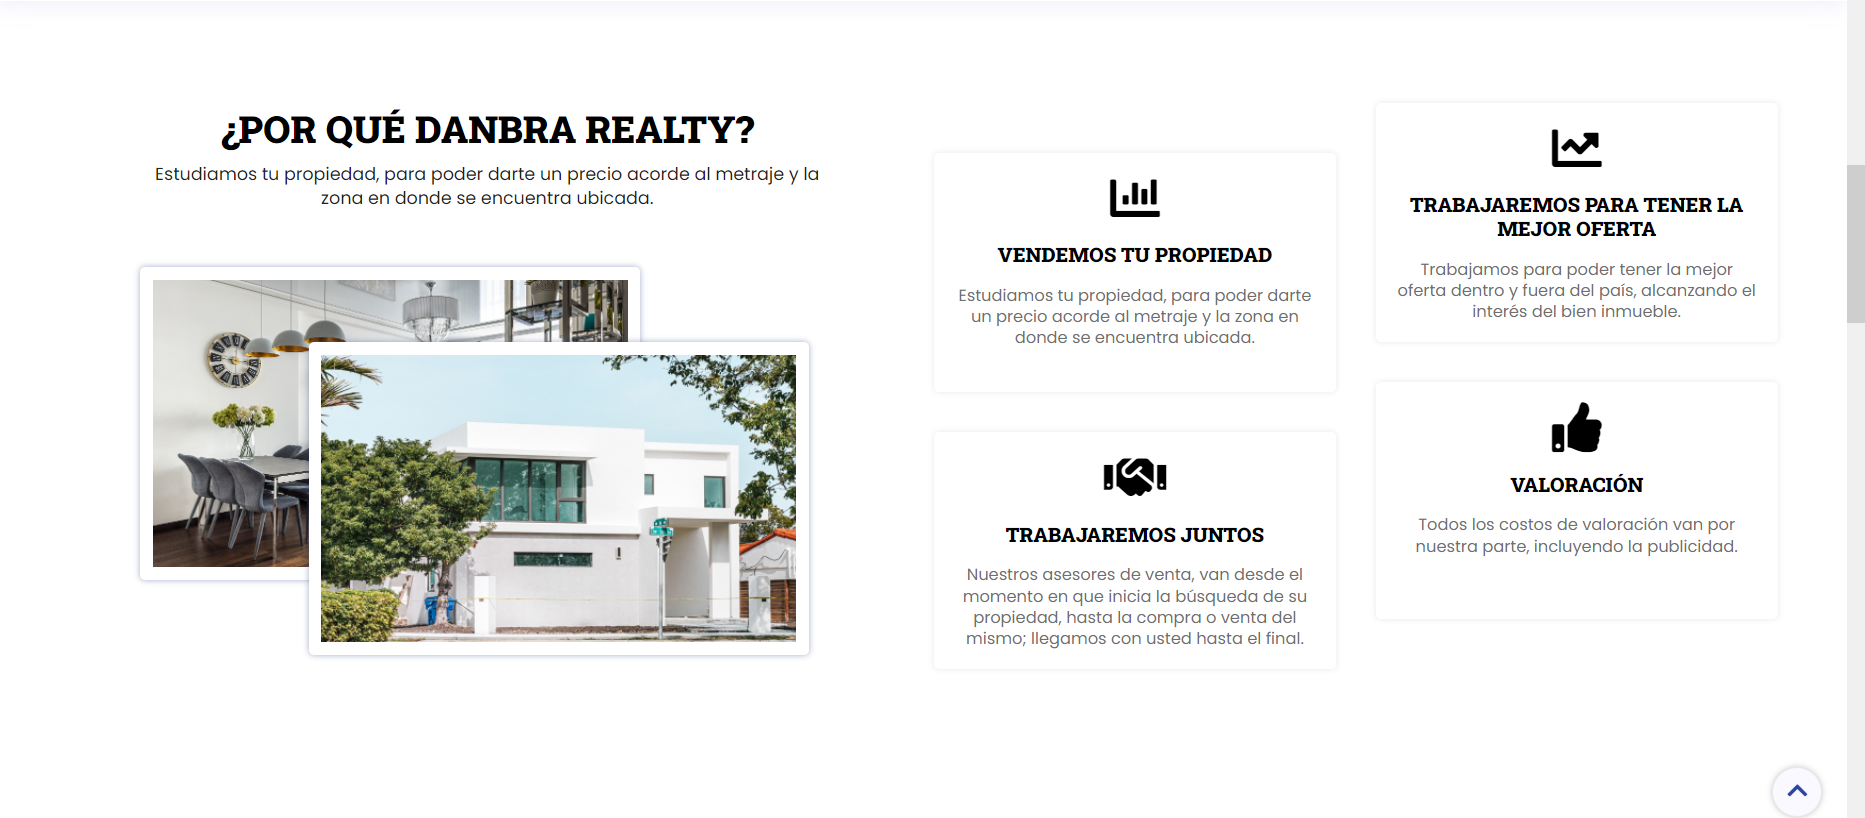 ¿POR QUÉ DANBRA REALTY?
Estudiamos tu propiedad, para poder darte un precio acorde al metraje y la
zona en donde se encuentra ubicada.
VENDEMOS TU PROPIEDAD
Estudiamos tu propiedad, para poder darte
un precio acorde al metraje y la zona en
donde se encuentra ubicada.
TRABAJAREMOS JUNTOS
Nuestros asesores de venta, van desde el
momento en que inicia la búsqueda de su
propiedad, hasta la compra o venta del
mismo; llegamos con usted hasta el final.
TRABAJAREMOS PARA TENER LA
MEJOR OFERTA
Trabajamos para poder tener la mejor
oferta dentro y fuera del país, alcanzando el
interés del bien inmueble.
VALORACIÓN
Todos los costos de valoración van por
nuestra parte, incluyendo la publicidad.